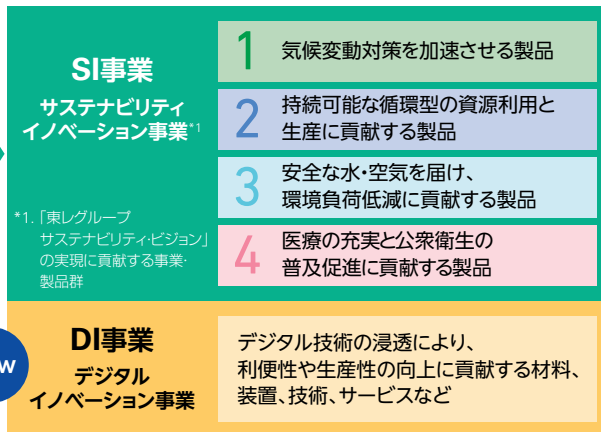 SI事業
サステナビリティ
イノベーション事業*1
*1.「東レグループ
サステナビリティ・ビジョン」
の実現に貢献する事業・
製品群
1
気候変動対策を加速させる製品
2
持続可能な循環型の資源利用と
生産に貢献する製品
3
安全な水・空気を届け、
環境負荷低減に貢献する製品
4
医療の充実と公衆衛生の
普及促進に貢献する製品
W
DI事業
デジタル
イノベーション事業
デジタル技術の浸透により、
利便性や生産性の向上に貢献する材料、
装置、技術、サービスなど